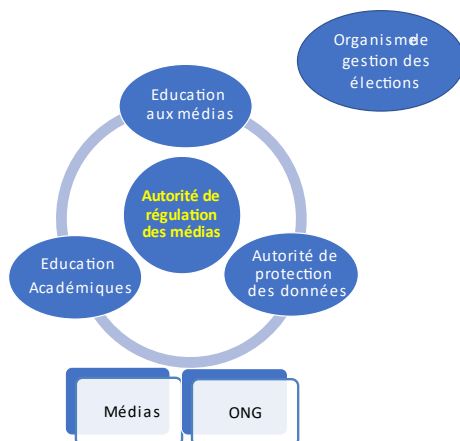 Organisme de
gestion des
élections
Education
aux médias
Autorité de
régulation
des médias
Education
Académiques
Autorité de
protection
des données
Médias
ONG